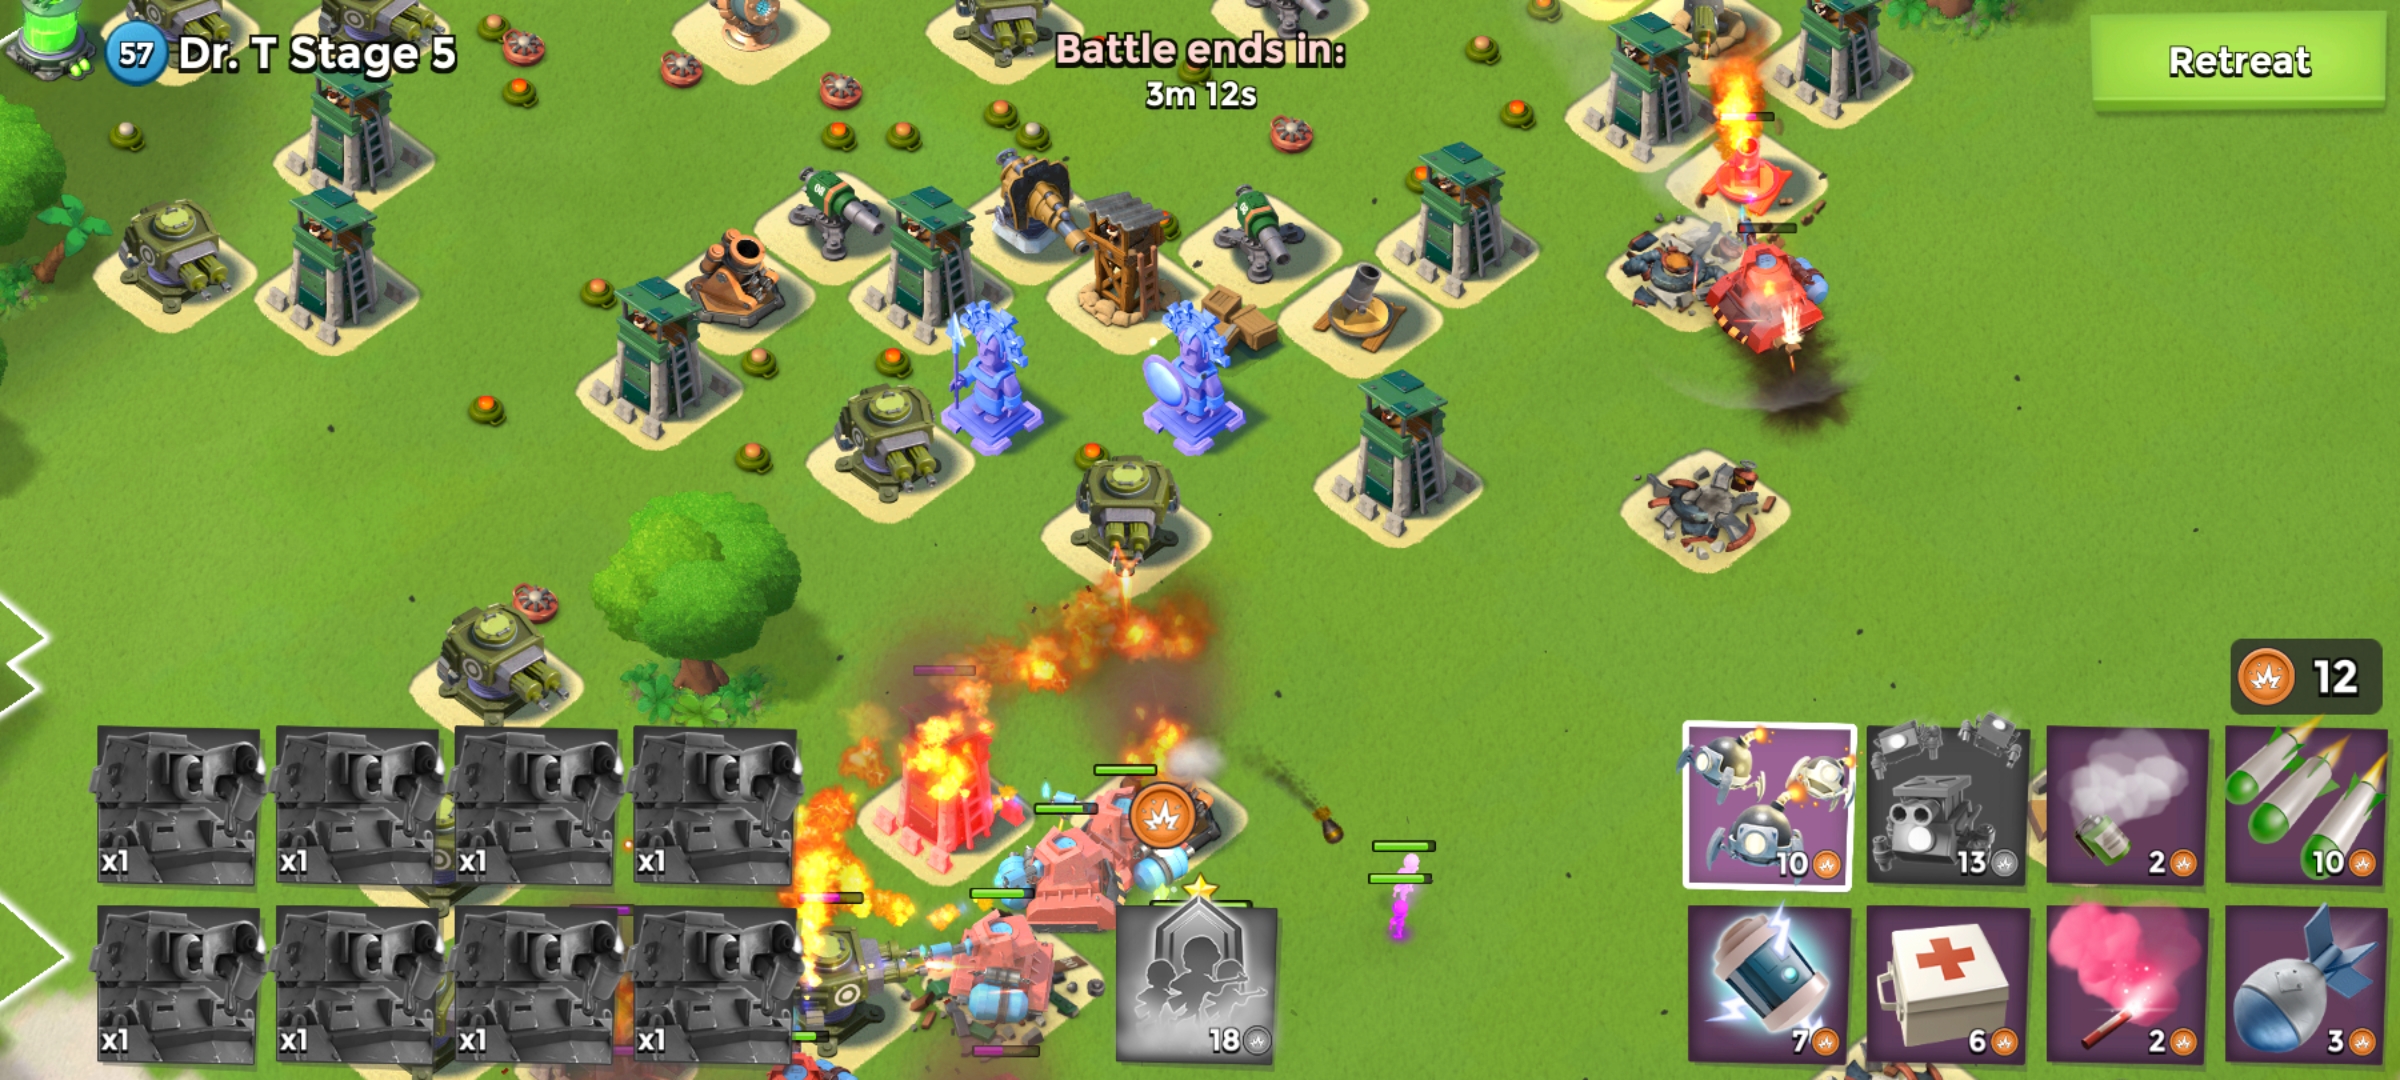 57 Dr. T Stage 5
Battle ends in:
3m 12s
Retreat
12
x1 x1 x1 x1
10 13 2 10
x1 x1 x1 x1
18
7 6 2 3